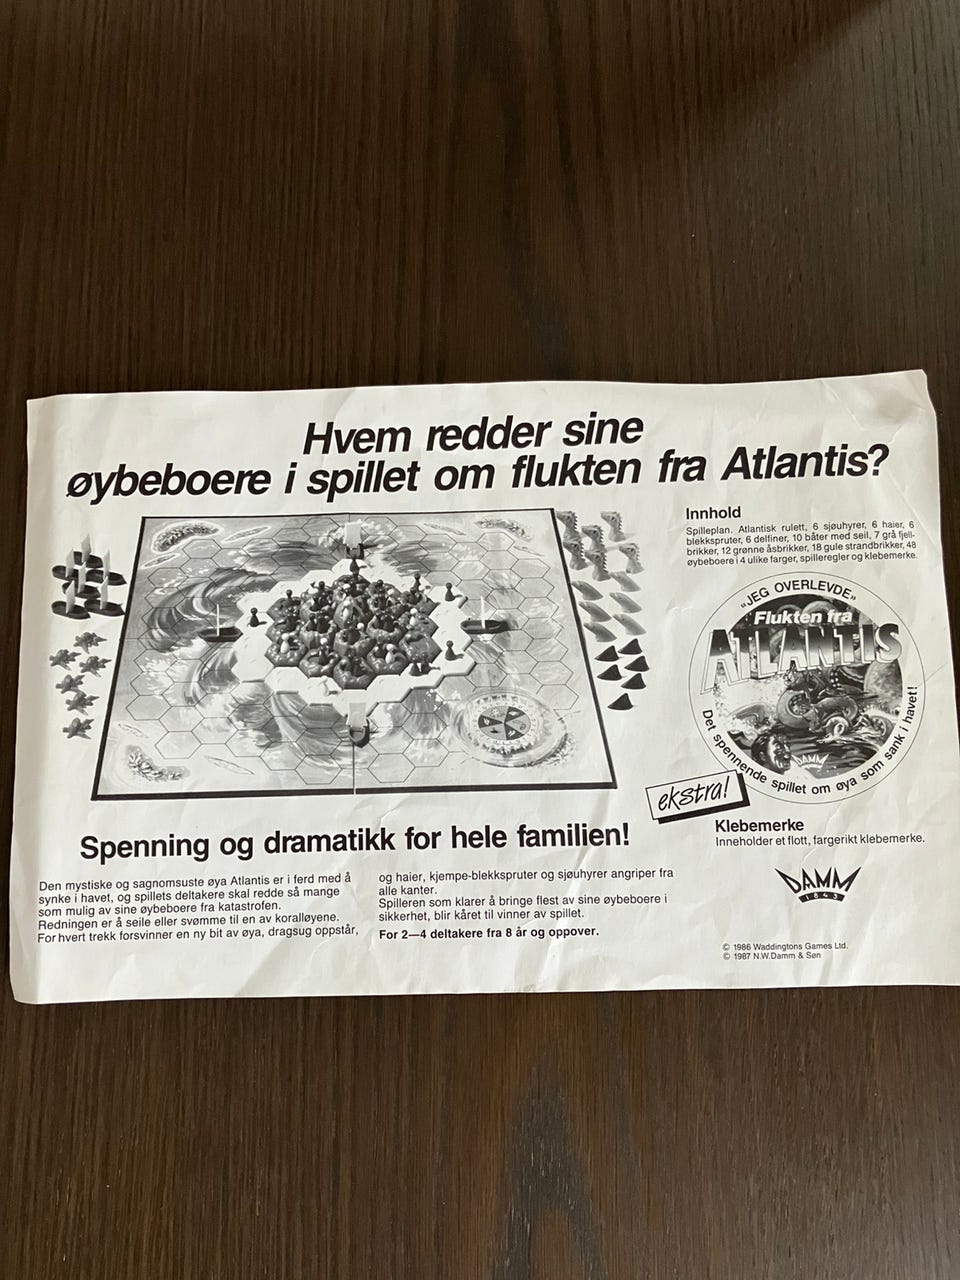 Hvem redder sine
øybeboere i spillet om flukten fra Atlantis?
Innhold
Spilleplan. Atlantisk rulett, 6 sjøuhyrer, 6 haier, 6
blekkspruter, 6 delfiner, 10 båter med seil, 7 grå fjell-
brikker, 12 grønne åsbrikker, 18 gule strandbrikker, 48
øybeboere i 4 ulike farger, spilleregler og klebemerke.
"JEG OVERLEVDE"
Flukten fra
ATLANTIS
DAMM
Det spennende spillet om øya som sank i havet!
ekstra!
Klebemerke
Inneholder et flott, fargerikt klebemerke.
Spenning og dramatikk for hele familien!
Den mystiske og sagnomsuste øya Atlantis er i ferd med å
synke i havet, og spillets deltakere skal redde så mange
som mulig av sine øybeboere fra katastrofen.
Redningen er å seile eller svømme til en av koralløyene.
For hvert trekk forsvinner en ny bit av øya, dragsug oppstår,
og haier, kjempe-blekkspruter og sjøuhyrer angriper fra
alle kanter.
Spilleren som klarer å bringe flest av sine øybeboere i
sikkerhet, blir kåret til vinner av spillet.
For 2—4 deltakere fra 8 år og oppover.
DAMM
1843
© 1986 Waddingtons Games Ltd.
© 1987 N.W. Damm & Søn